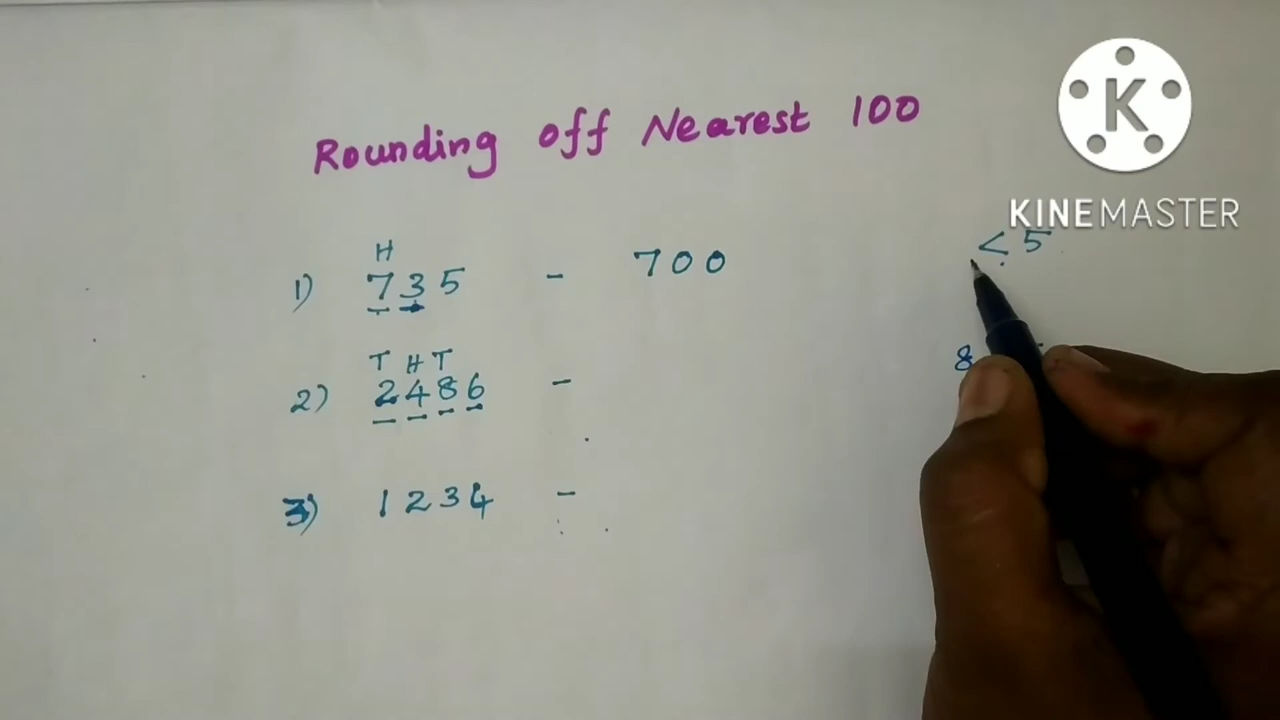 Rounding off Nearest 100
H
1) 735 - 700
< 5
T H T
2) 2486 -
8
3) 1234 -
K
KINEMASTER